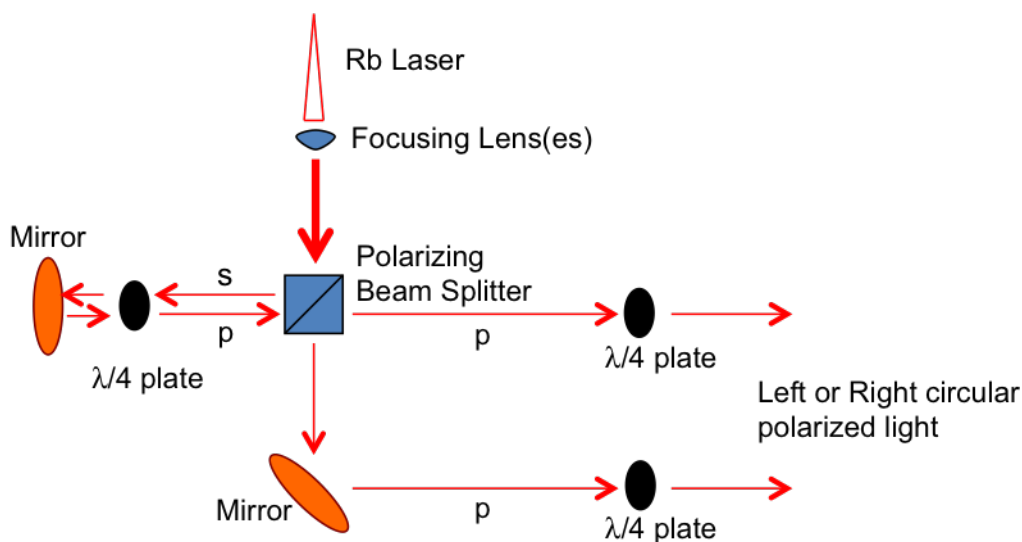 Rb Laser
Focusing Lens(es)
Mirror
s
Polarizing
Beam Splitter
p
p
λ/4 plate
λ/4 plate
Left or Right circular
polarized light
Mirror
p
λ/4 plate